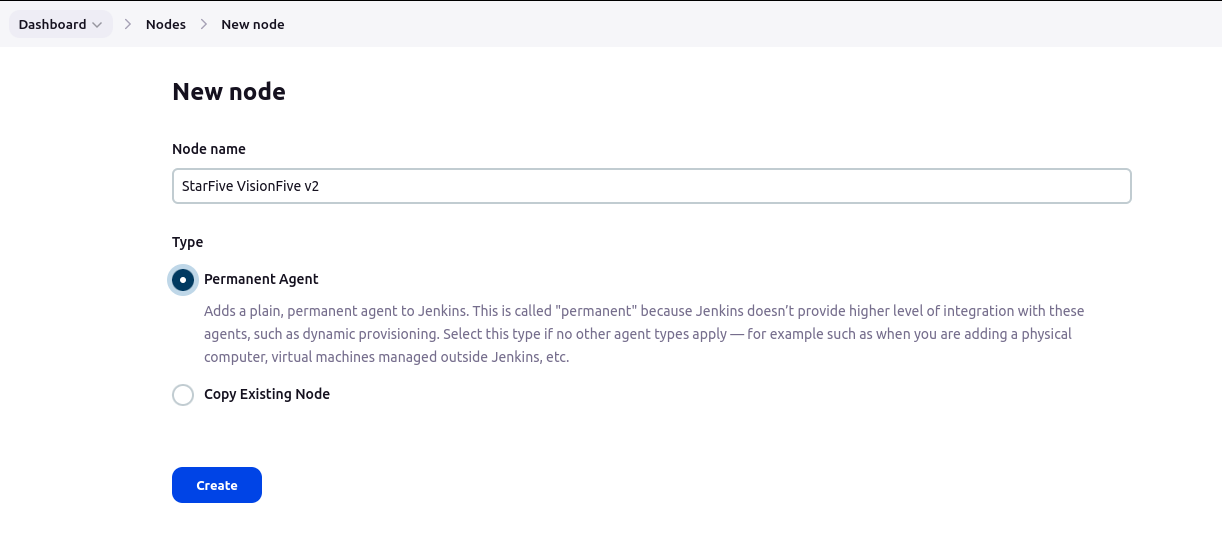 Dashboard Nodes New node
New node
Node name
StarFive VisionFive v2
Type
Permanent Agent
Adds a plain, permanent agent to Jenkins. This is called "permanent" because Jenkins doesn’t provide higher level of integration with these
agents, such as dynamic provisioning. Select this type if no other agent types apply — for example such as when you are adding a physical
computer, virtual machines managed outside Jenkins, etc.
Copy Existing Node
Create